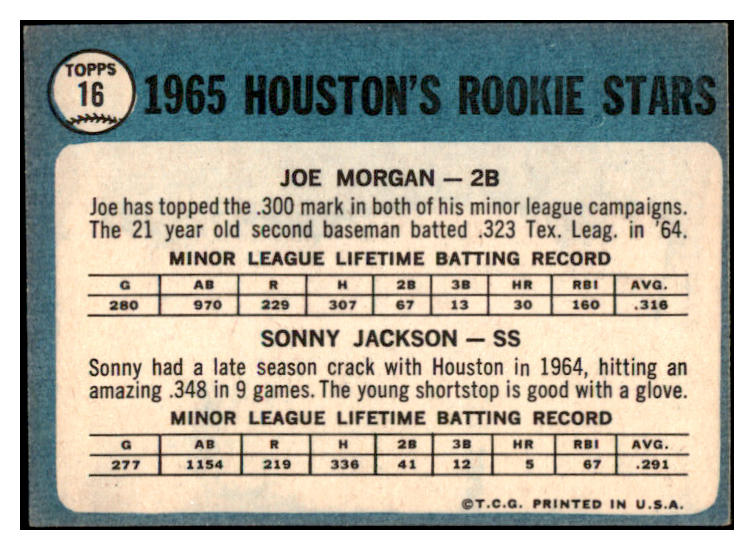 TOPPS
16
1965 HOUSTON'S ROOKIE STARS
JOE MORGAN — 2B
Joe has topped the .300 mark in both of his minor league campaigns.
The 21 year old second baseman batted .323 Tex. Leag. in '64.
MINOR LEAGUE LIFETIME BATTING RECORD
G AB R H 2B 3B HR RBI AVG.
280 970 229 307 67 13 30 160 .316
SONNY JACKSON — SS
Sonny had a late season crack with Houston in 1964, hitting an
amazing .348 in 9 games. The young shortstop is good with a glove.
MINOR LEAGUE LIFETIME BATTING RECORD
G AB R H 2B 3B HR RBI AVG.
277 1154 219 336 41 12 5 67 .291
©T.C.G. PRINTED IN U.S.A.